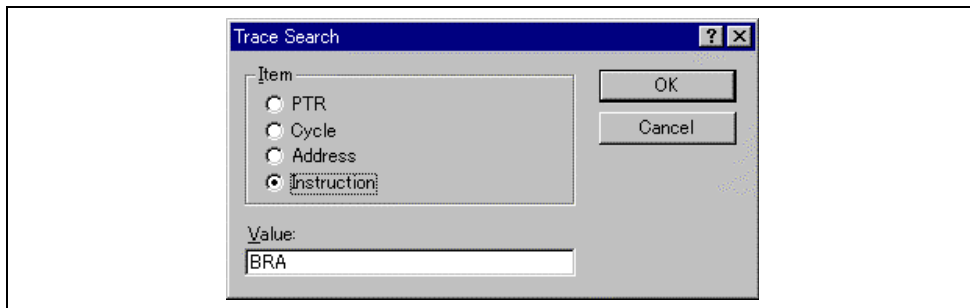 Trace Search
Item
PTR
Cycle
Address
Instruction
OK
Cancel
Value:
BRA